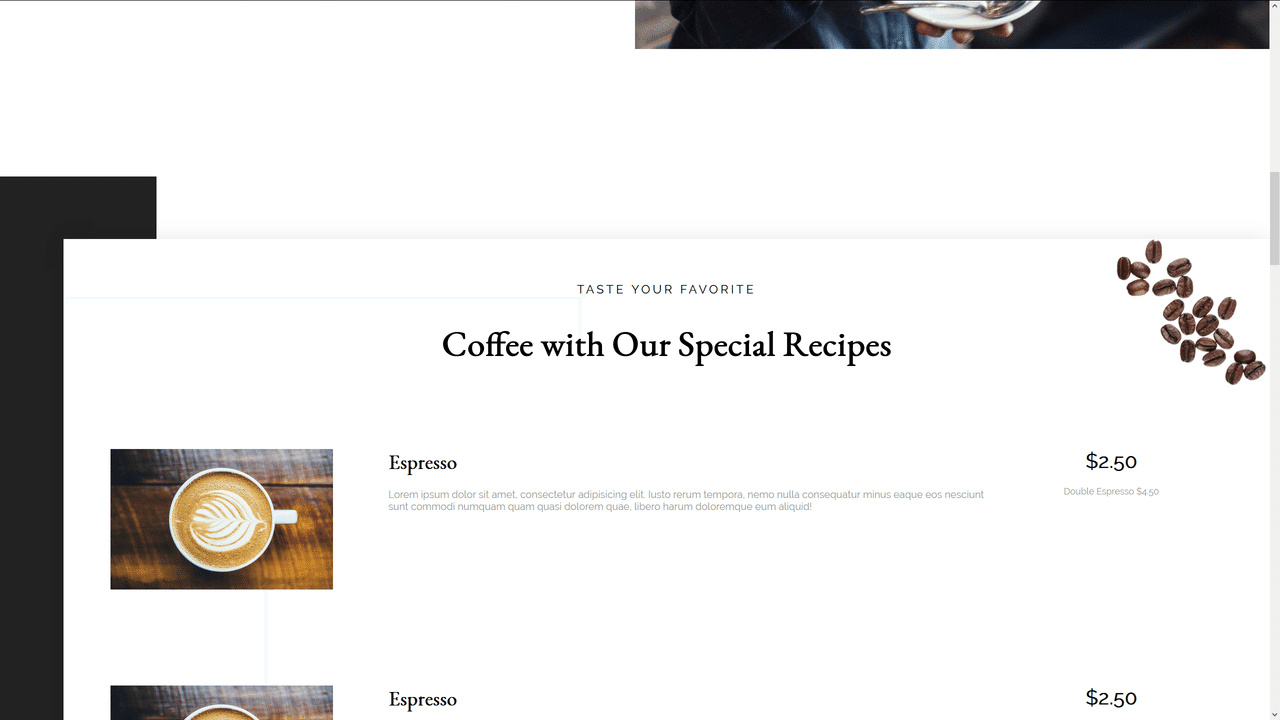 TASTE YOUR FAVORITE
Coffee with Our Special Recipes
Espresso
$2.50
Lorem ipsum dolor sit amet, consectetur adipisicing elit. Iusto rerum tempora, nemo nulla consequatur minus eaque eos nesciunt
sunt commodi numquam quam quasi dolorem quae, libero harum doloremque eum aliquid!
Double Espresso $4.50
Espresso
$2.50